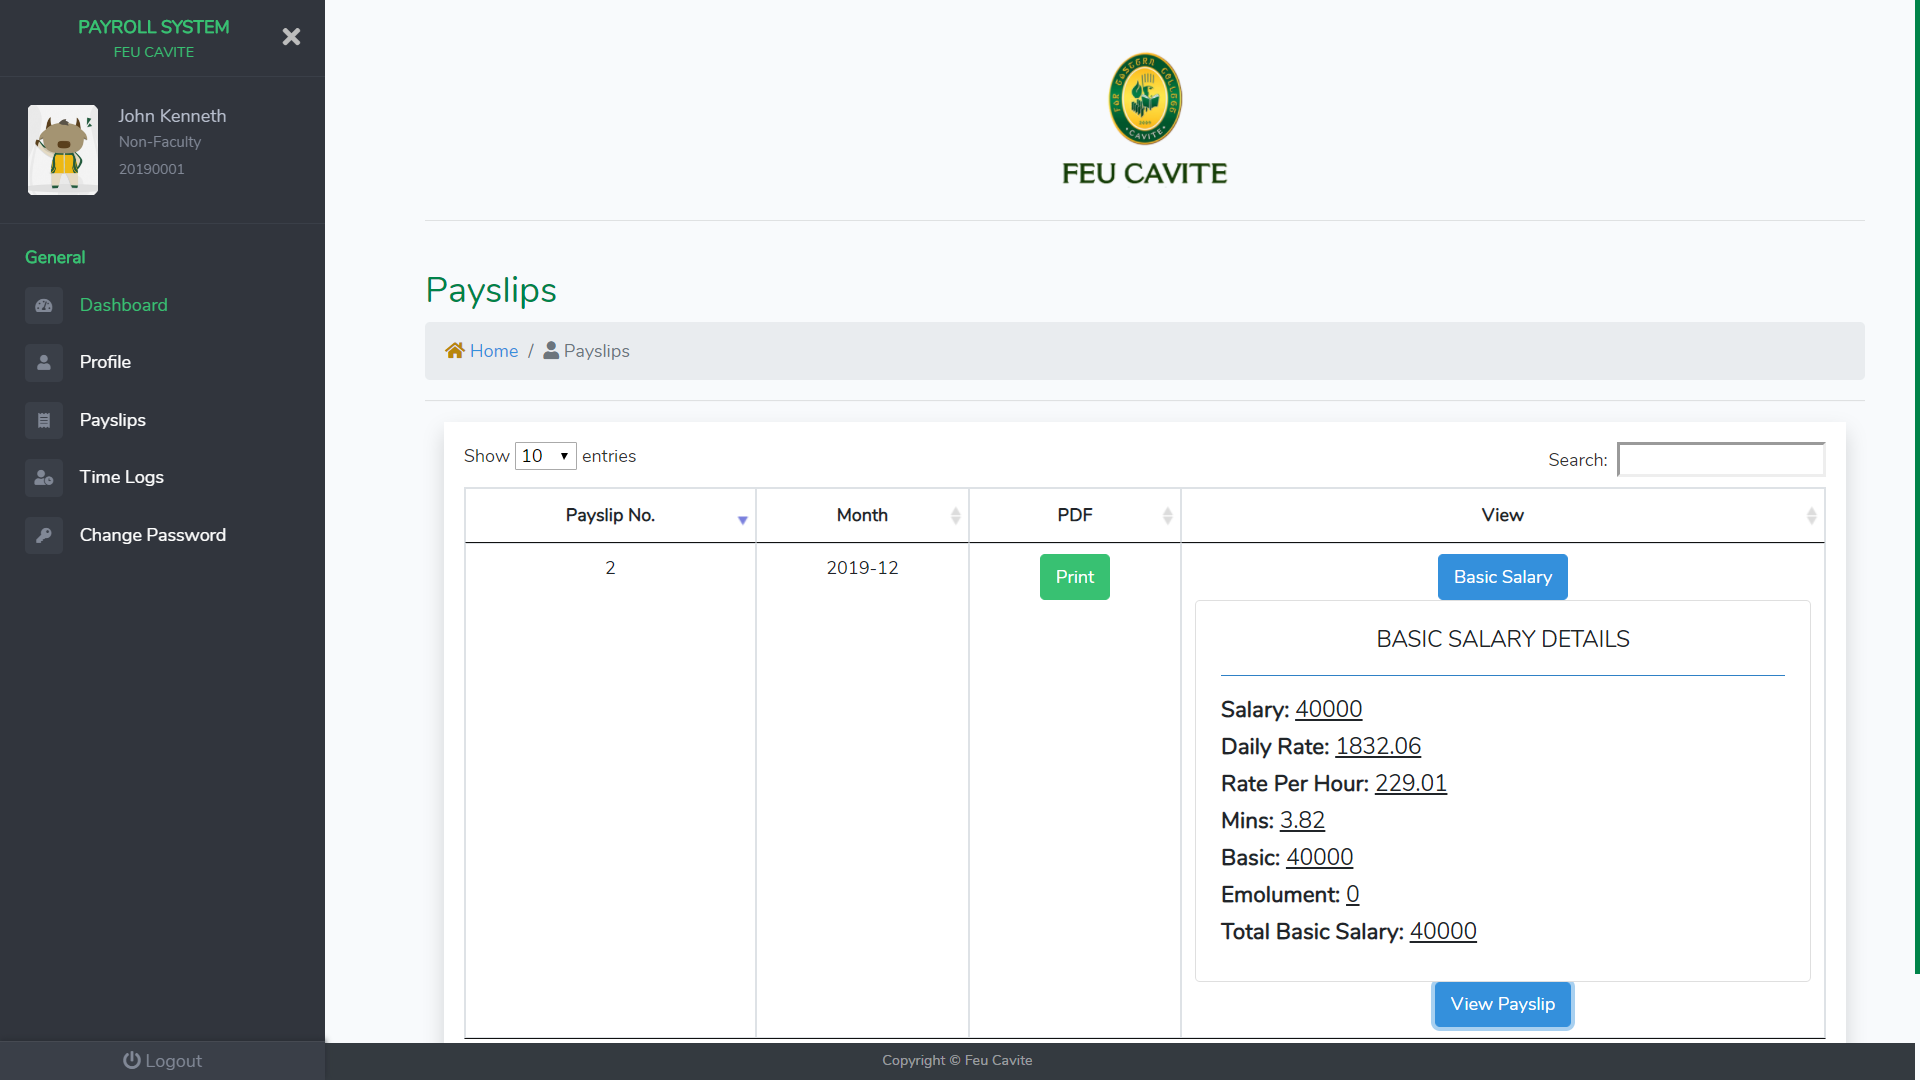 PAYROLL SYSTEM
FEU CAVITE
John Kenneth
Non-Faculty
20190001
General
Dashboard
Profile
Payslips
Time Logs
Change Password
Logout
FAR EASTERN COLLEGE
CAVITE
FEU CAVITE
Payslips
Home / Payslips
Show 10 entries
Search:
Payslip No. Month PDF View
2 2019-12 Print Basic Salary
BASIC SALARY DETAILS
Salary: 40000
Daily Rate: 1832.06
Rate Per Hour: 229.01
Mins: 3.82
Basic: 40000
Emolument: 0
Total Basic Salary: 40000
View Payslip
Copyright © Feu Cavite